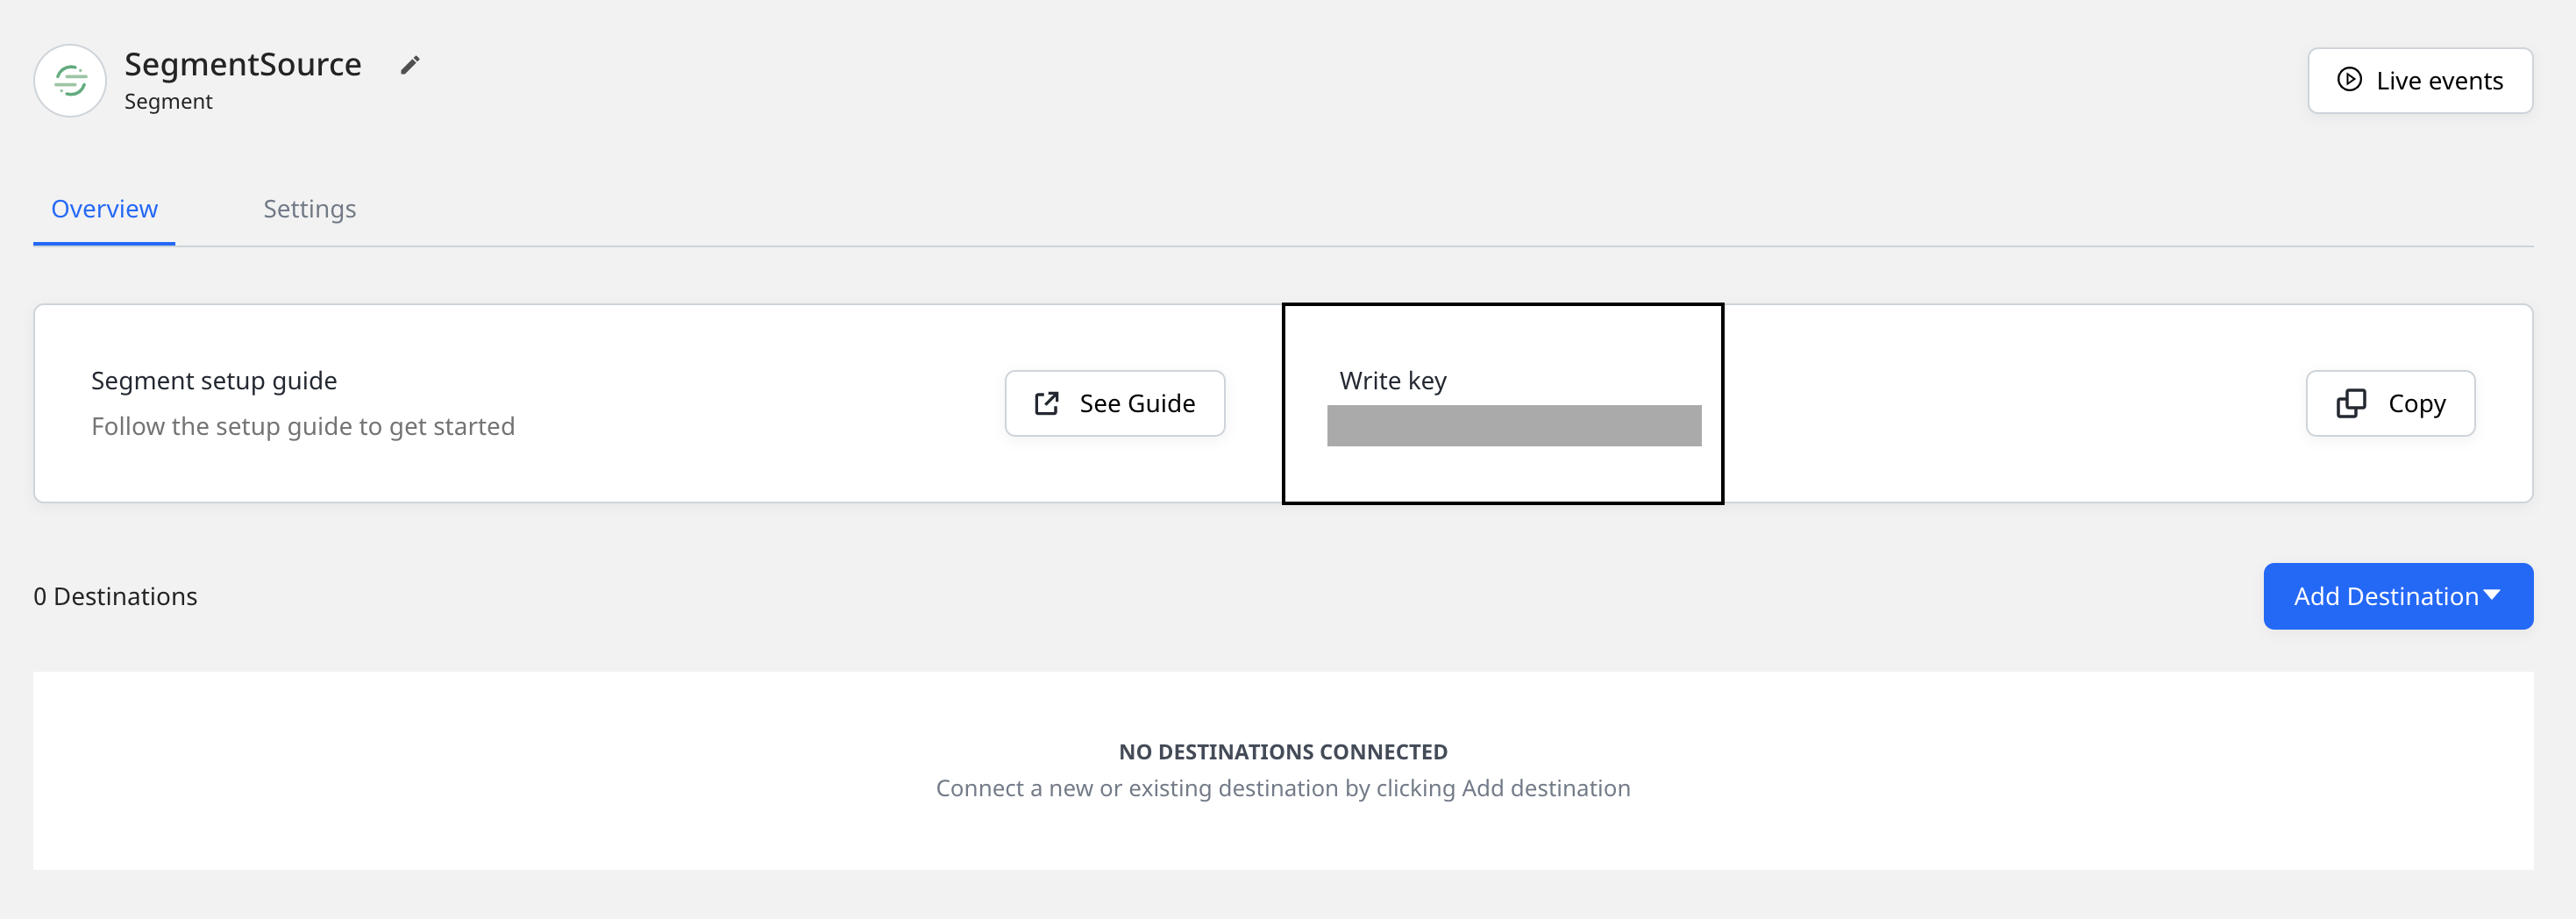 SegmentSource
Segment
Live events
Overview
Settings
Segment setup guide
Follow the setup guide to get started
See Guide
Write key
Copy
0 Destinations
Add Destination
NO DESTINATIONS CONNECTED
Connect a new or existing destination by clicking Add destination